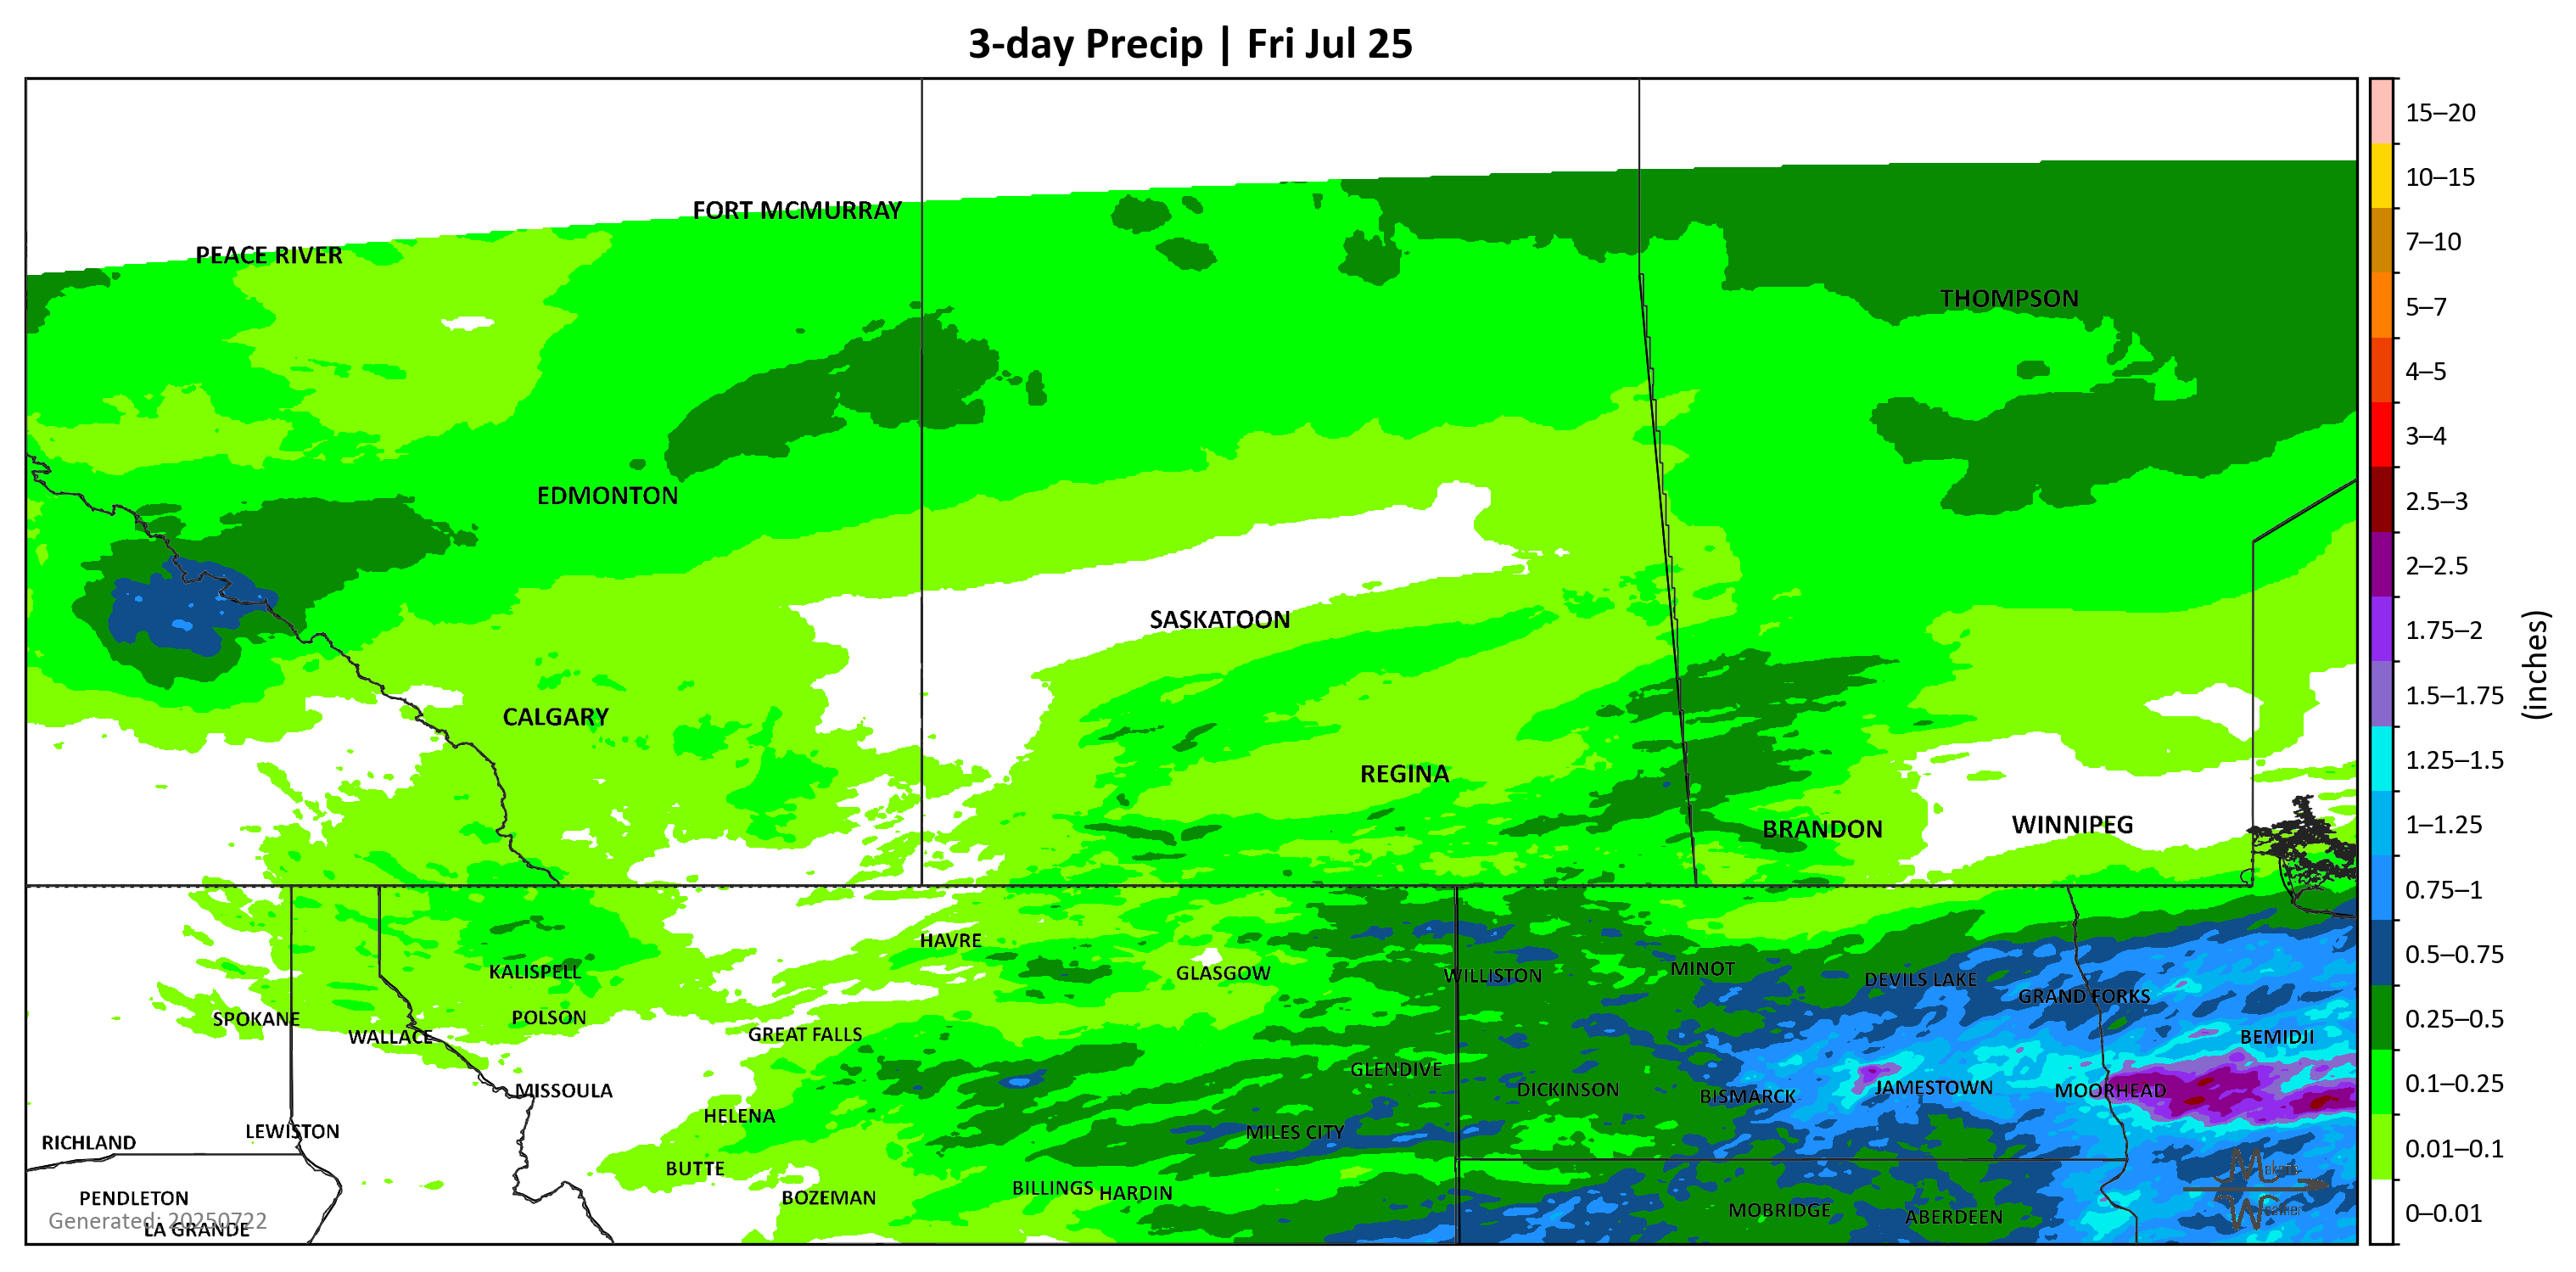 3-day Precip | Fri Jul 25
FORT MCMURRAY
PEACE RIVER
THOMPSON
EDMONTON
SASKATOON
CALGARY
REGINA
BRANDON
WINNIPEG
HAVRE
KALISPELL
GLASGOW
WILLISTON
MINOT
DEVILS LAKE
GRAND FORKS
SPOKANE
POLSON
WALLACE
GREAT FALLS
BEMIDJI
GLENDIVE
MISSOULA
DICKINSON
BISMARCK
JAMESTOWN
MOORHEAD
HELENA
LEWISTON
RICHLAND
MILES CITY
BUTTE
BILLINGS
HARDIN
PENDLETON
BOZEMAN
MOBRIDGE
ABERDEEN
Generated: 20250722
LA GRANDE
Makens
Weather
15–20
10–15
7–10
5–7
4–5
3–4
2.5–3
2–2.5
1.75–2
1.5–1.75
1.25–1.5
1–1.25
0.75–1
0.5–0.75
0.25–0.5
0.1–0.25
0.01–0.1
0–0.01
(inches)